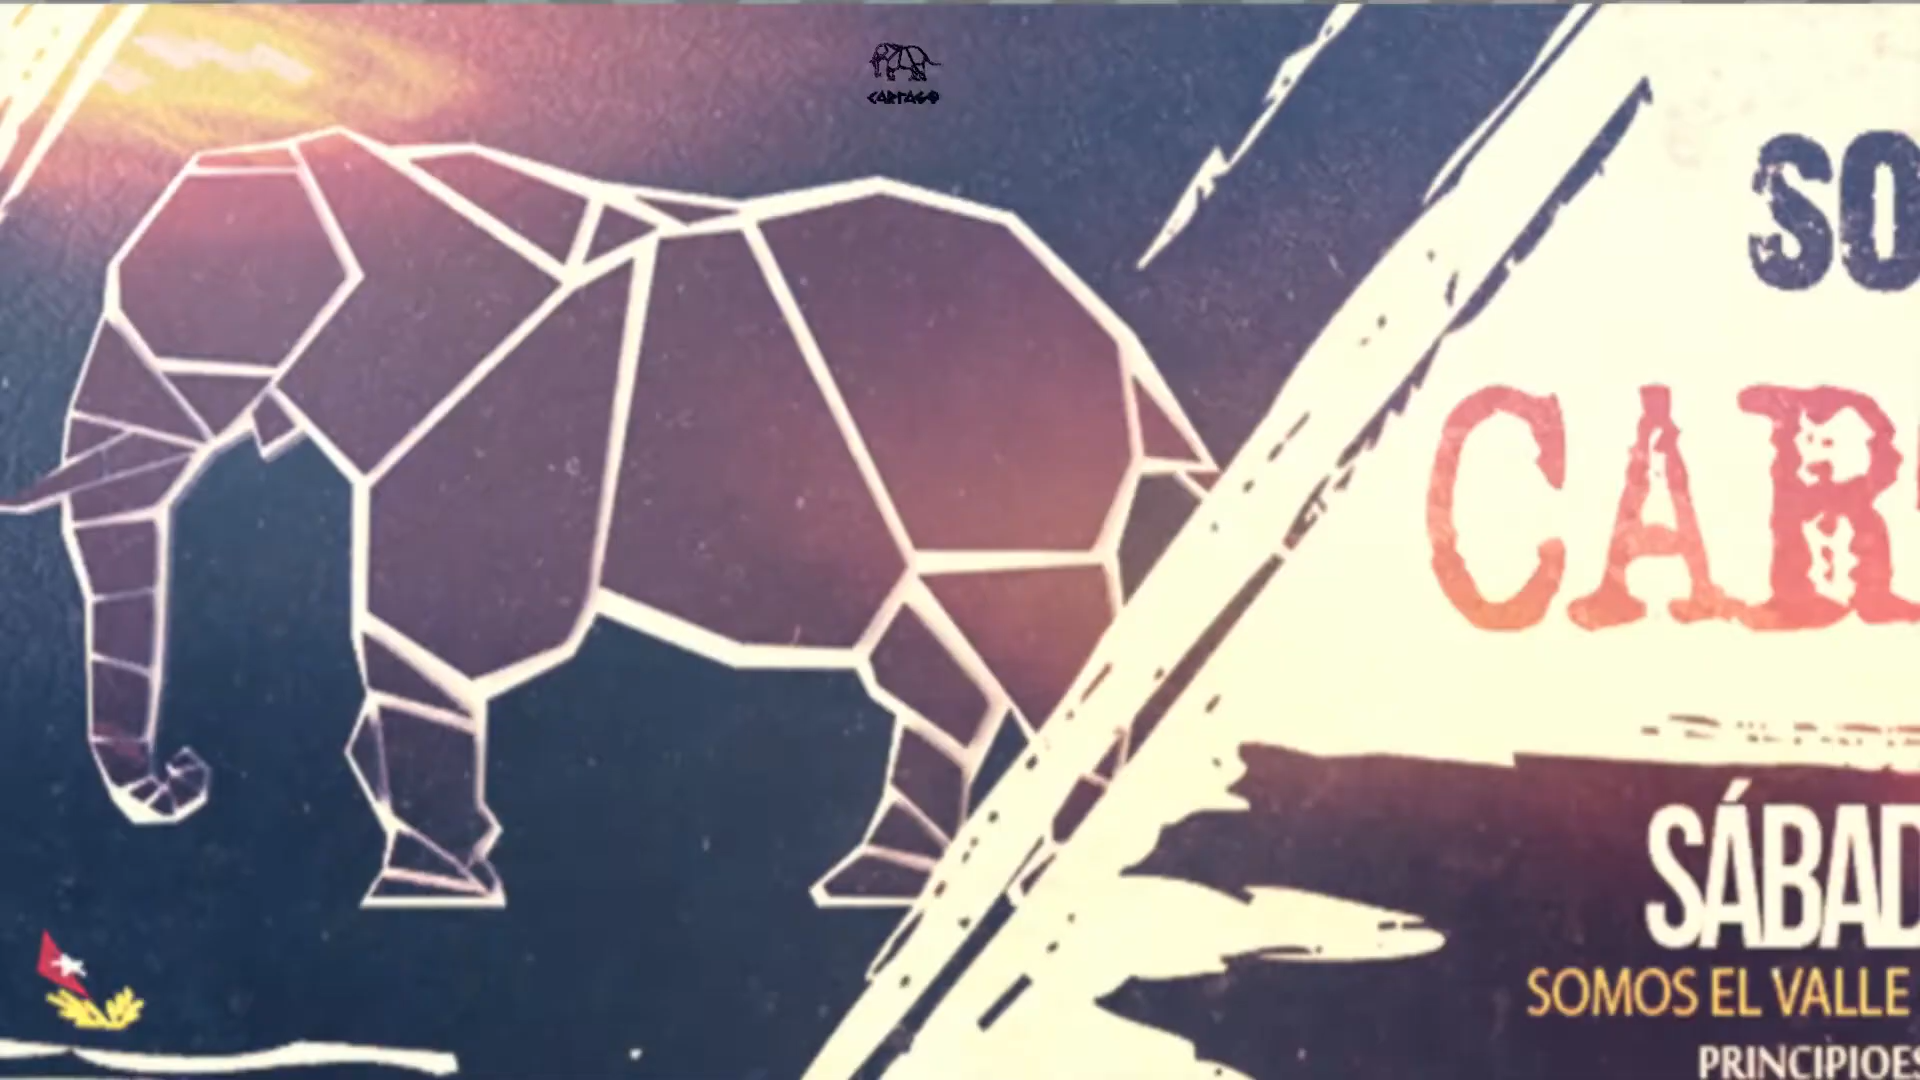 CARTAGO
SO
CAR
SÁBAD
SOMOS EL VALLE
PRINCIPIOES